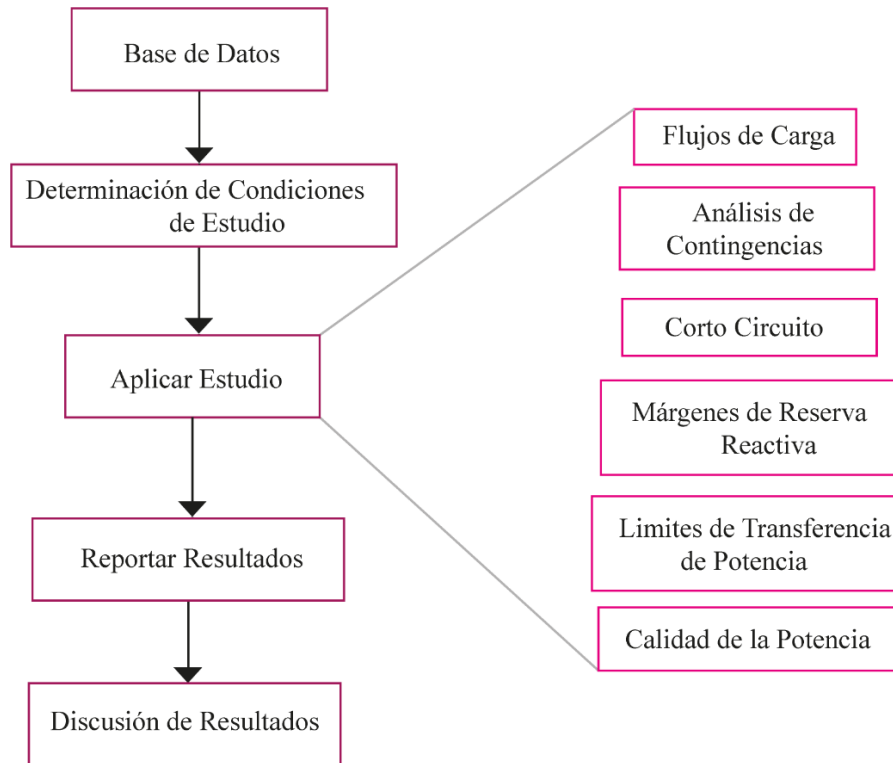 Base de Datos
Determinación de Condiciones
de Estudio
Aplicar Estudio
Reportar Resultados
Discusión de Resultados
Flujos de Carga
Análisis de
Contingencias
Corto Circuito
Márgenes de Reserva
Reactiva
Limites de Transferencia
de Potencia
Calidad de la Potencia